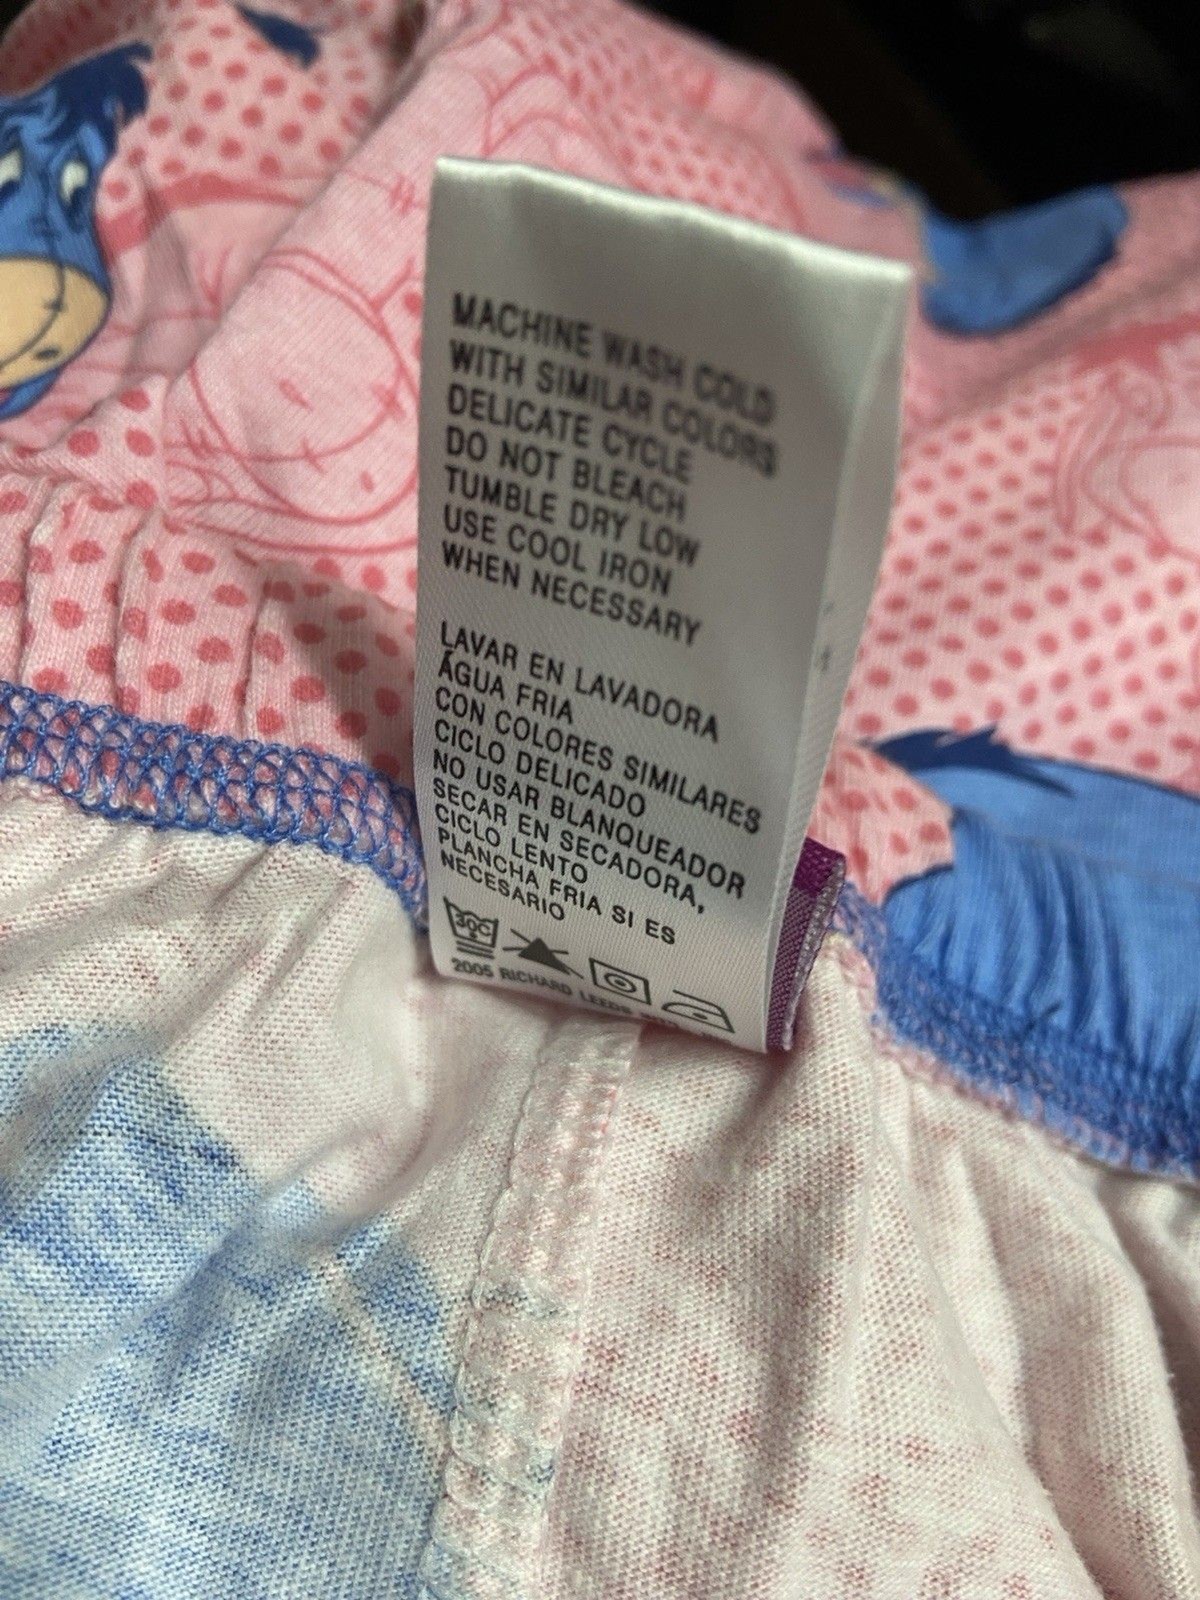 MACHINE WASH COLD
WITH SIMILAR COLORS
DELICATE CYCLE
DO NOT BLEACH
TUMBLE DRY LOW
USE COOL IRON
WHEN NECESSARY
LAVAR EN LAVADORA
ÁGUA FRIA
CON COLORES SIMILARES
CICLO DELICADO
NO USAR BLANQUEADOR
SECAR EN SECADORA,
CICLO LENTO
PLANCHA FRIA SI ES
NECESARIO
30C
2005 RICHARD LEEDS